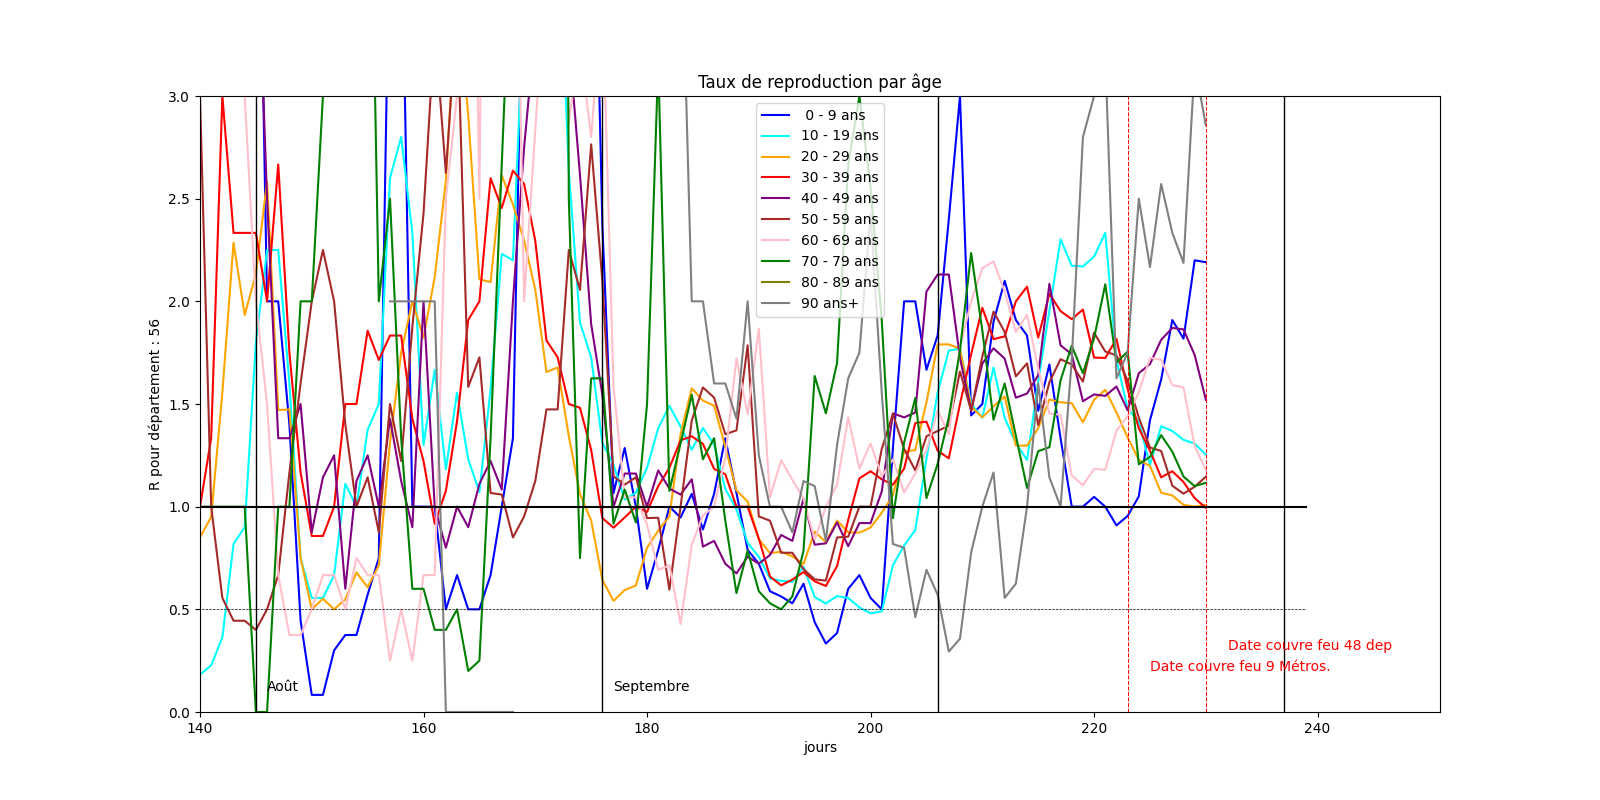 Taux de reproduction par âge
3.0
2.5
2.0
1.5
1.0
0.5
0.0
R pour département : 56
0 - 9 ans
10 - 19 ans
20 - 29 ans
30 - 39 ans
40 - 49 ans
50 - 59 ans
60 - 69 ans
70 - 79 ans
80 - 89 ans
90 ans+
Date couvre feu 48 dep
Date couvre feu 9 Métros.
Août
Septembre
140
160
180
200
220
240
jours